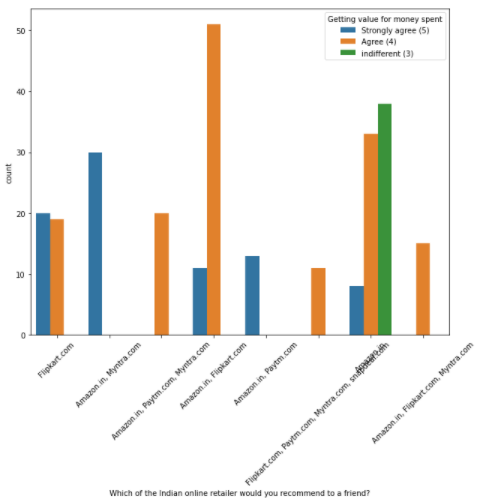 Getting value for money spent
Strongly agree (5)
Agree (4)
indifferent (3)
50
40
30
20
10
0
count
Flipkart.com
Amazon.in, Myntra.com
Amazon.in, Paytm.com, Myntra.com
Amazon.in, Flipkart.com
Amazon.in, Paytm.com
Flipkart.com, Paytm.com, Myntra.com, snapdeal.com
Amazon.in
Amazon.in, Flipkart.com, Myntra.com
Which of the Indian online retailer would you recommend to a friend?